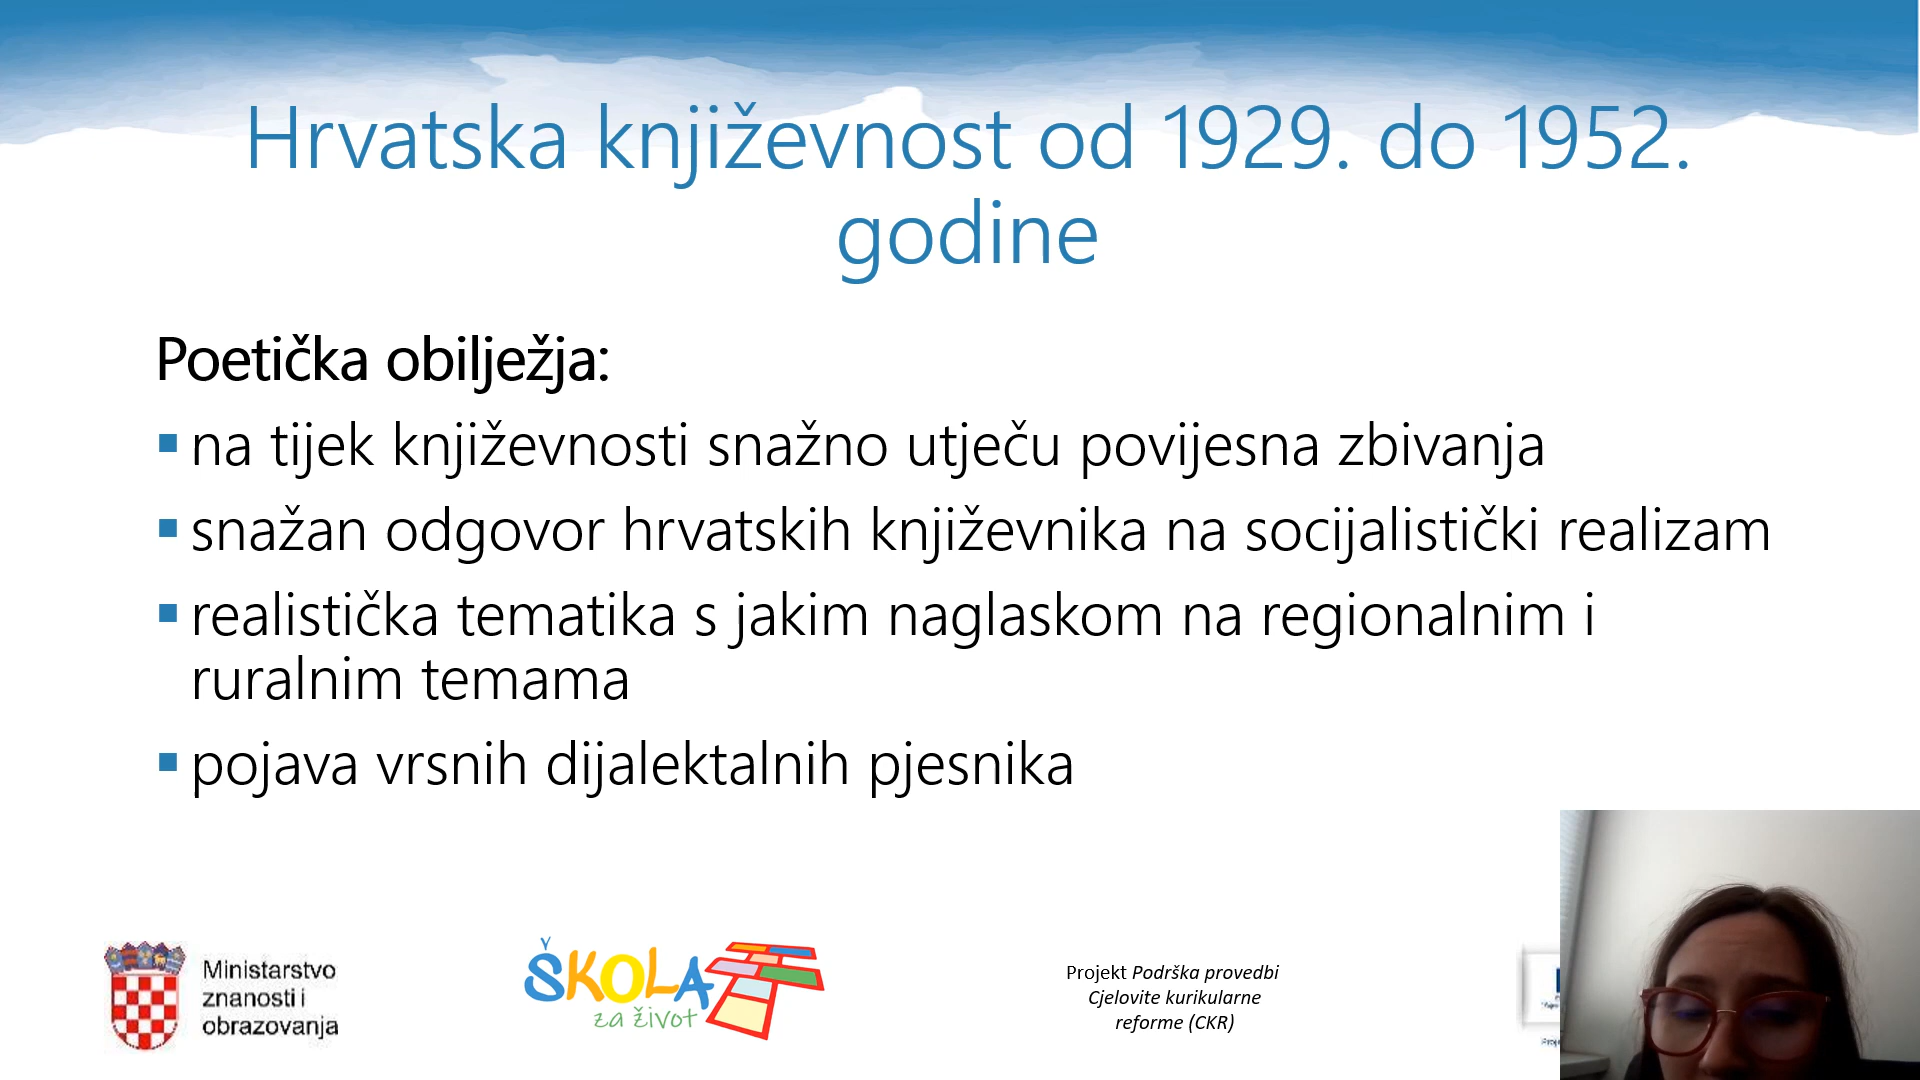 Hrvatska književnost od 1929. do 1952.
godine
Poetička obilježja:
▪ na tijek književnosti snažno utječu povijesna zbivanja
▪ snažan odgovor hrvatskih književnika na socijalistički realizam
▪ realistička tematika s jakim naglaskom na regionalnim i
ruralnim temama
▪ pojava vrsnih dijalektalnih pjesnika
Ministarstvo
znanosti i
obrazovanja
ŠKOLA
za život
Projekt Podrška provedbi
Cjelovite kurikularne
reforme (CKR)